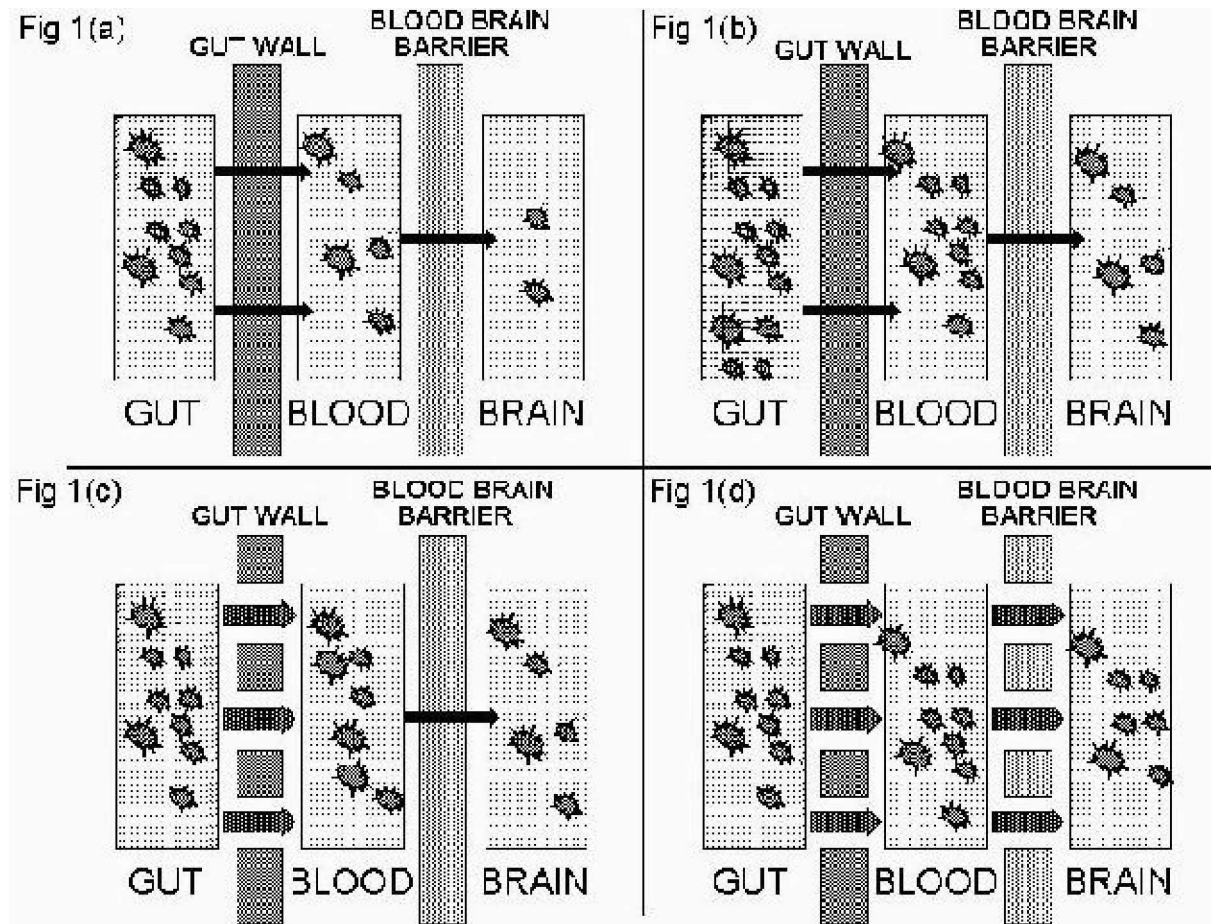 Fig 1(a)
GUT WALL
BLOOD BRAIN
BARRIER
GUT
BLOOD
BRAIN
Fig 1(b)
GUT WALL
BLOOD BRAIN
BARRIER
GUT
BLOOD
BRAIN
Fig 1(c)
GUT WALL
BLOOD BRAIN
BARRIER
GUT
BLOOD
BRAIN
Fig 1(d)
GUT WALL
BLOOD BRAIN
BARRIER
GUT
BLOOD
BRAIN